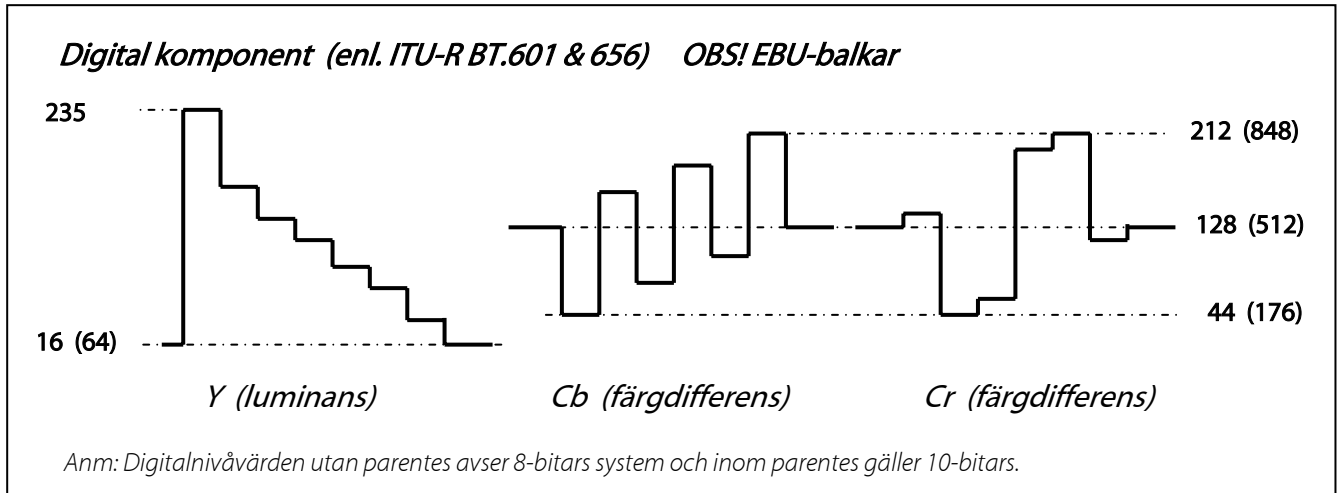 Digital komponent (enl. ITU-R BT.601 & 656) OBS! EBU-balkar
235
212 (848)
128 (512)
44 (176)
16 (64)
Y (luminans)
Cb (färgdifferens)
Cr (färgdifferens)
Anm: Digitalnivåvärden utan parentes avser 8-bitars system och inom parentes gäller 10-bitars.